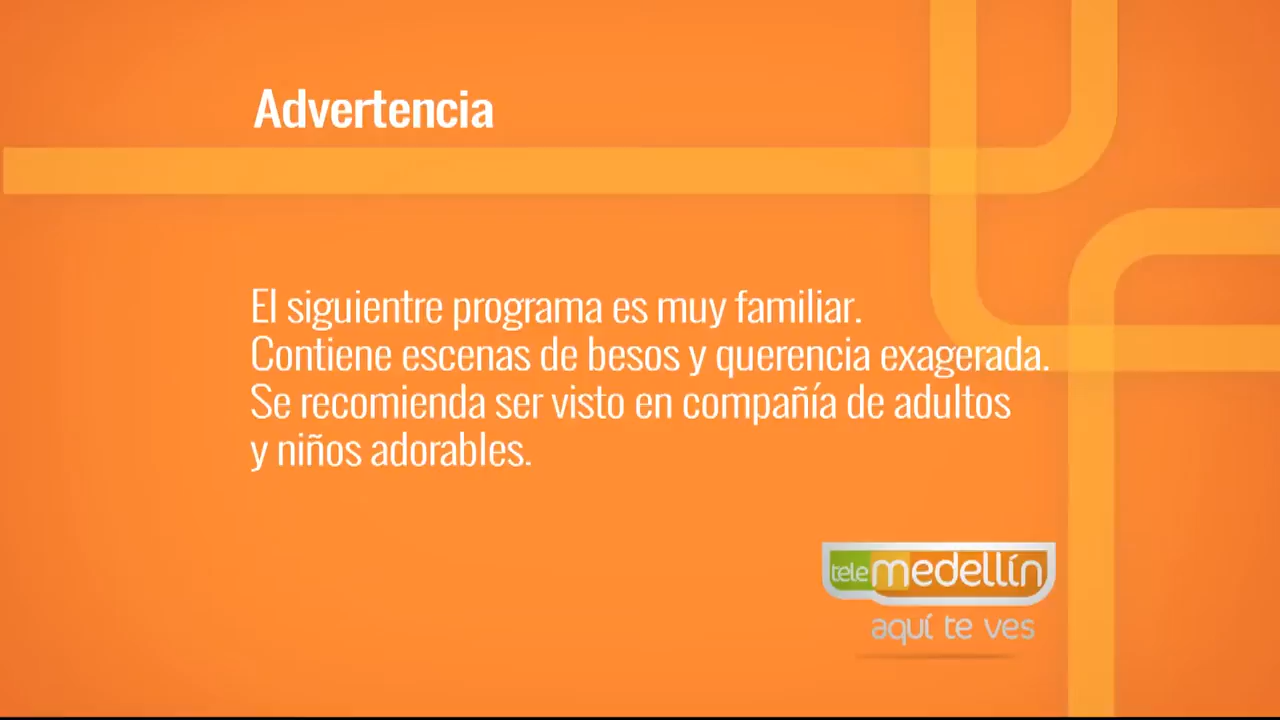 Advertencia
El siguientre programa es muy familiar.
Contiene escenas de besos y querencia exagerada.
Se recomienda ser visto en compañía de adultos
y niños adorables.
tele medellín
aquí te ves